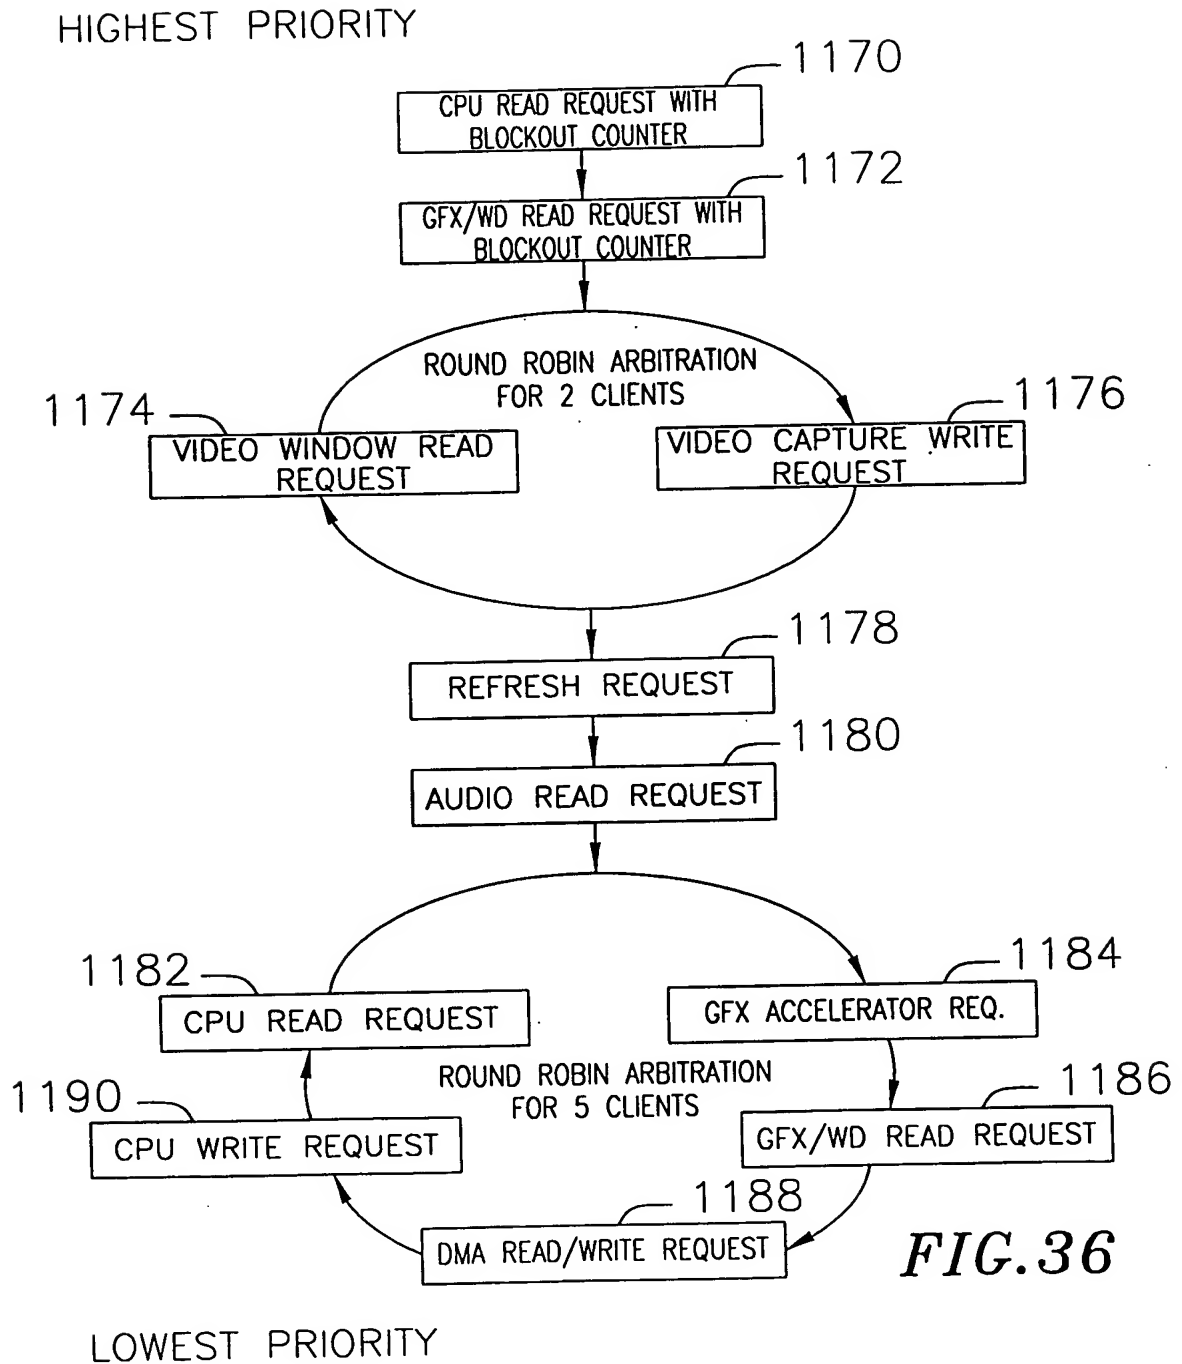 HIGHEST PRIORITY
1170
CPU READ REQUEST WITH
BLOCKOUT COUNTER
1172
GFX/WD READ REQUEST WITH
BLOCKOUT COUNTER
ROUND ROBIN ARBITRATION
FOR 2 CLIENTS
1174
VIDEO WINDOW READ
REQUEST
1176
VIDEO CAPTURE WRITE
REQUEST
1178
REFRESH REQUEST
1180
AUDIO READ REQUEST
1182
CPU READ REQUEST
1184
GFX ACCELERATOR REQ.
ROUND ROBIN ARBITRATION
FOR 5 CLIENTS
1190
CPU WRITE REQUEST
1186
GFX/WD READ REQUEST
1188
DMA READ/WRITE REQUEST
FIG.36
LOWEST PRIORITY